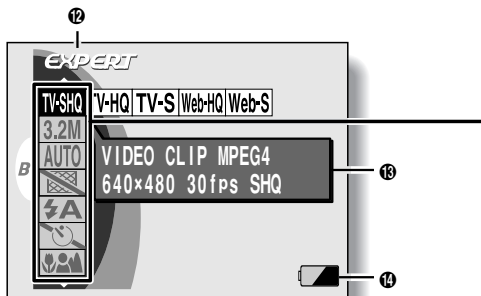 ⓬
EXPERT
TV-SHQ TV-HQ TV-S Web-HQ Web-S
3.2M
AUTO
VIDEO CLIP MPEG4
B
640×480 30fps SHQ
⓭
A
⓮